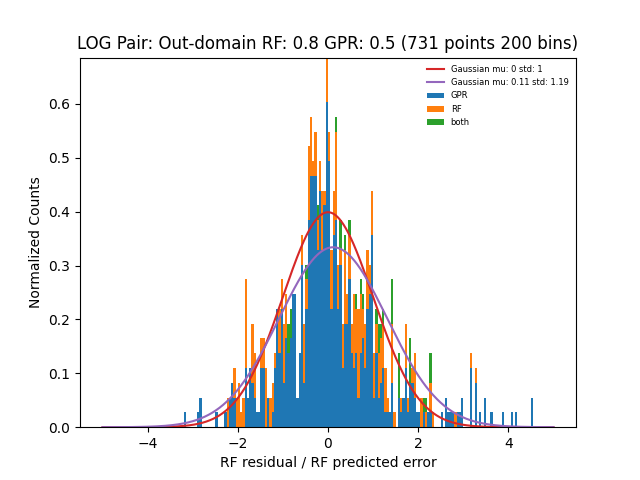 LOG Pair: Out-domain RF: 0.8 GPR: 0.5 (731 points 200 bins)
Gaussian mu: 0 std: 1
Gaussian mu: 0.11 std: 1.19
GPR
RF
both
Normalized Counts
0.6
0.5
0.4
0.3
0.2
0.1
0.0
−4 −2 0 2 4
RF residual / RF predicted error